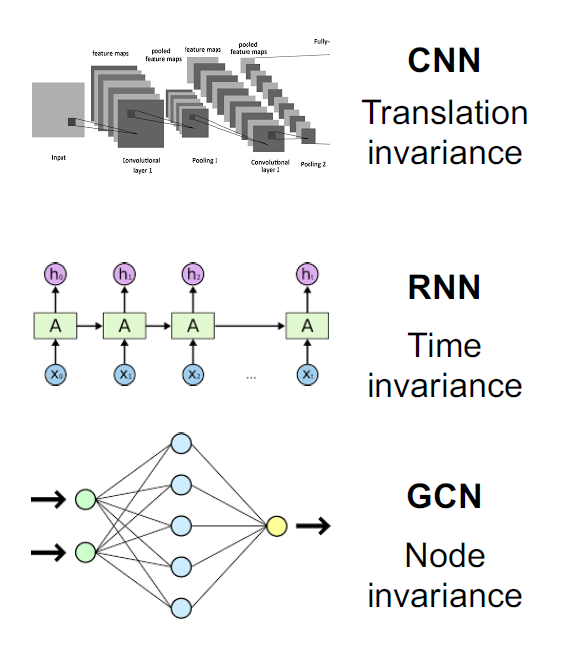 Fully-
feature maps
pooled
feature maps
feature maps
pooled
feature maps
Input
Convolutional
layer 1
Pooling 1
Convolutional
layer 1
Pooling 2
CNN
Translation
invariance
h₀ h₁ h₂ hₜ
A A A A
X₀ X₁ X₂ ... Xₜ
RNN
Time
invariance
GCN
Node
invariance